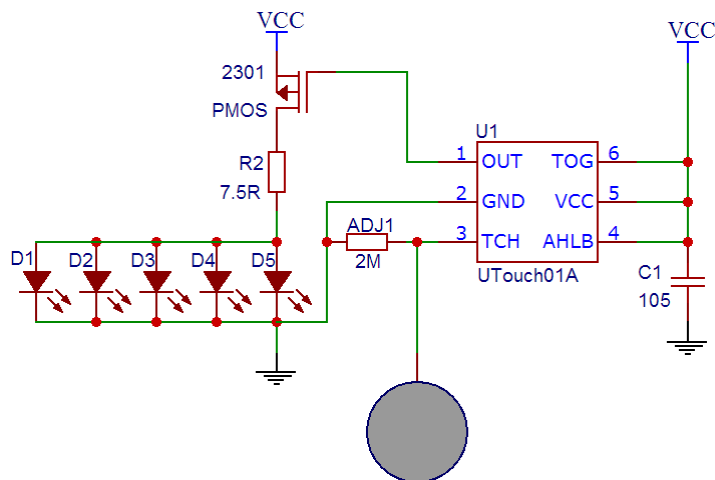 VCC
VCC
2301
PMOS
R2
7.5R
D1
D2
D3
D4
D5
ADJ1
2M
U1
1 OUT TOG 6
2 GND VCC 5
3 TCH AHLB 4
UTouch01A
C1
105